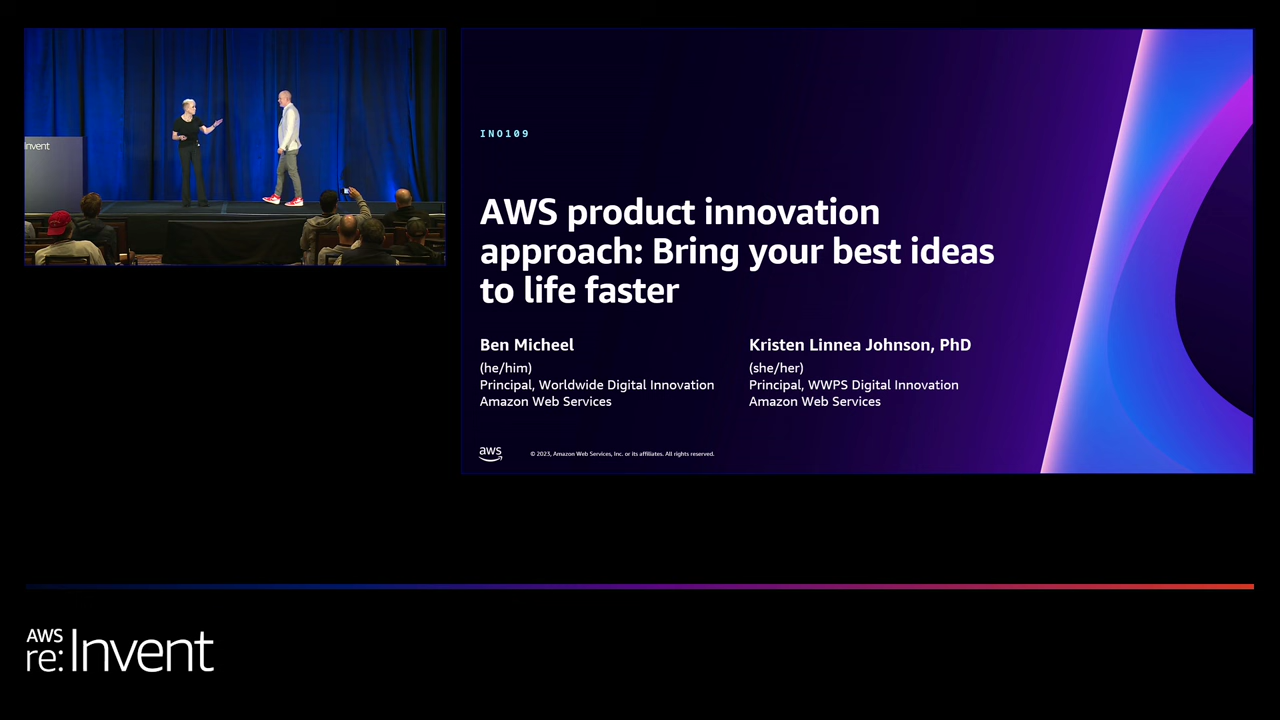 Invent
INO109
AWS product innovation
approach: Bring your best ideas
to life faster
Ben Micheel
(he/him)
Principal, Worldwide Digital Innovation
Amazon Web Services
Kristen Linnea Johnson, PhD
(she/her)
Principal, WWPS Digital Innovation
Amazon Web Services
aws
© 2023, Amazon Web Services, Inc. or its affiliates. All rights reserved.
AWS
re:Invent